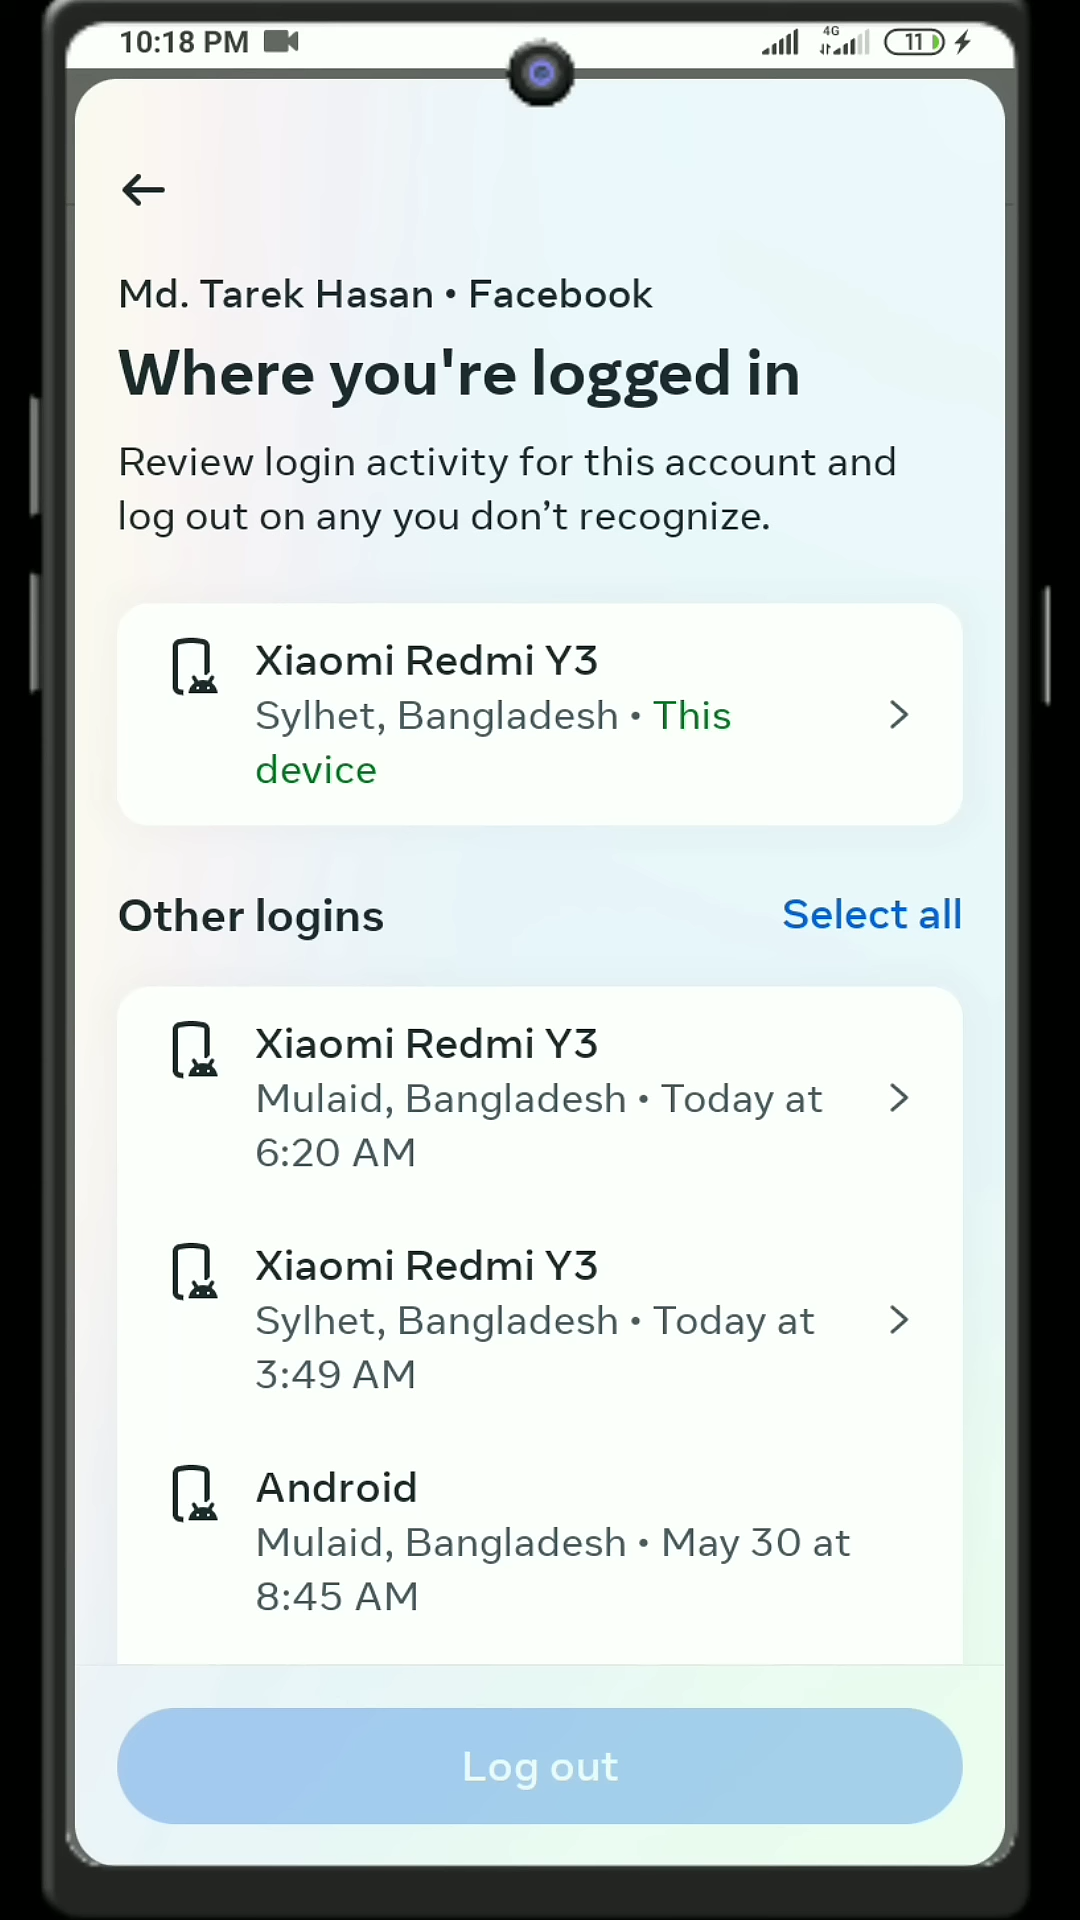 10:18 PM 4G 11
Md. Tarek Hasan • Facebook
Where you're logged in
Review login activity for this account and
log out on any you don’t recognize.
Xiaomi Redmi Y3
Sylhet, Bangladesh • This
device
Other logins Select all
Xiaomi Redmi Y3
Mulaid, Bangladesh • Today at
6:20 AM
Xiaomi Redmi Y3
Sylhet, Bangladesh • Today at
3:49 AM
Android
Mulaid, Bangladesh • May 30 at
8:45 AM
Log out